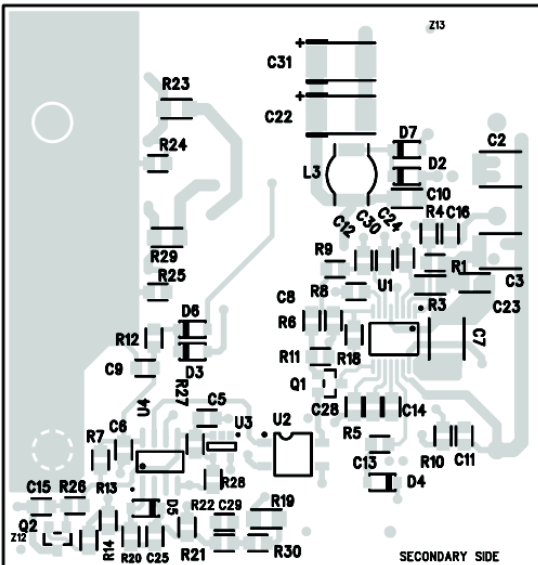 Z13
C31
R23
C22
D7
C2
R24
D2
L3
C10
R4 C16
C12
C30
C24
R29
R9
R1
C3
R25
R8
U1
R3
C23
C8
D6
R6
R12
C7
R18
C9
D3
R11
Q1
R27
U4
C5
C28
C14
C6
U3
U2
R7
R5
C13
R10 C11
R28
D4
C15 R26
R13
D5
R22 C29
R19
Q2
Z12
R14
R20 C25
R21
R30
SECONDARY SIDE